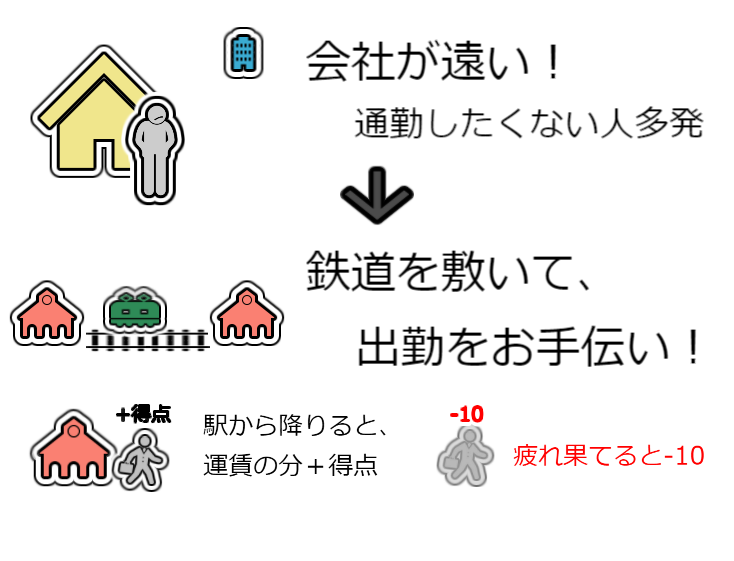 会社が遠い！
通勤したくない人多発
鉄道を敷いて、
出勤をお手伝い！
+得点
駅から降りると、
運賃の分＋得点
-10
疲れ果てると-10